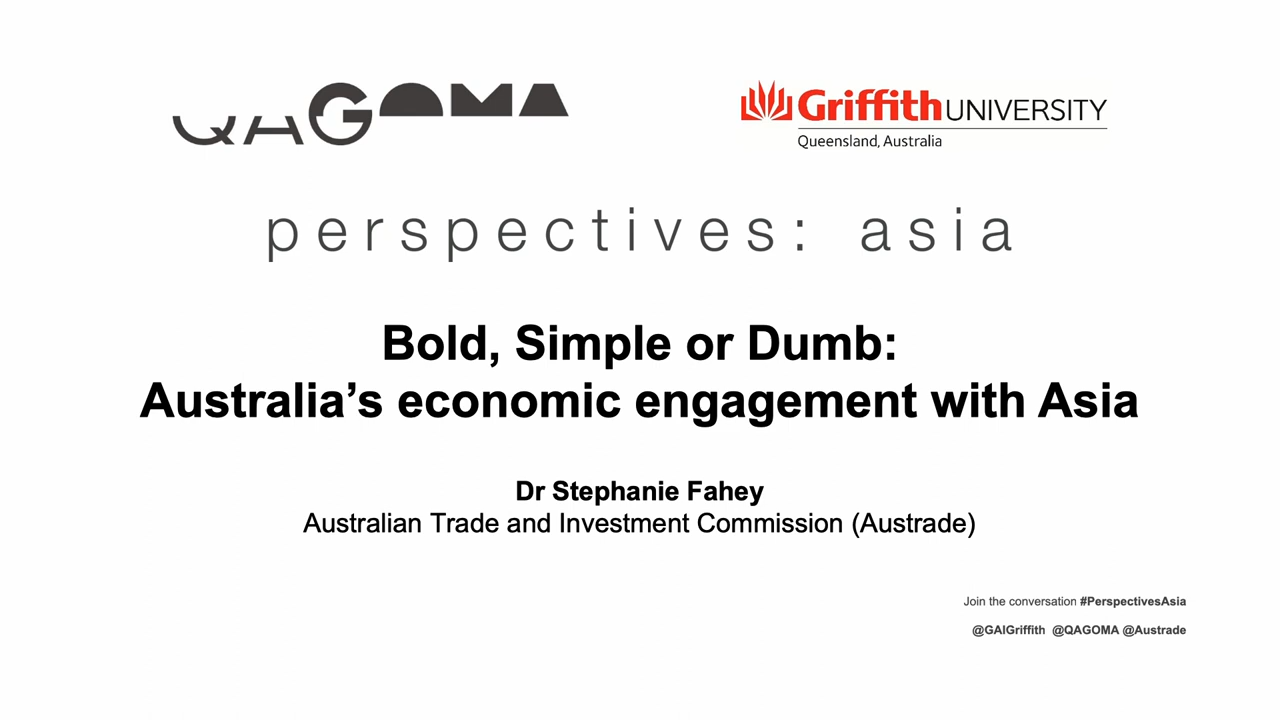 QAGOMA
Griffith UNIVERSITY
Queensland, Australia
perspectives: asia
Bold, Simple or Dumb:
Australia’s economic engagement with Asia
Dr Stephanie Fahey
Australian Trade and Investment Commission (Austrade)
Join the conversation #PerspectivesAsia
@GAIGriffith @QAGOMA @Austrade